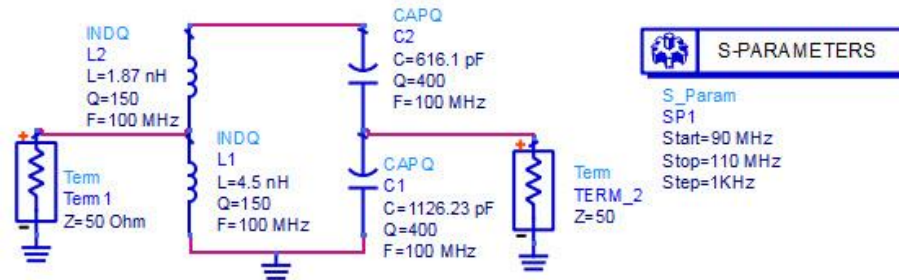 INDQ
L2
L=1.87 nH
Q=150
F=100 MHz
CAPQ
C2
C=616.1 pF
Q=400
F=100 MHz
S-PARAMETERS
S_Param
SP1
Start=90 MHz
Stop=110 MHz
Step=1KHz
+
Term
Term1
Z=50 Ohm
-
INDQ
L1
L=4.5 nH
Q=150
F=100 MHz
CAPQ
C1
C=1126.23 pF
Q=400
F=100 MHz
+
Term
TERM_2
Z=50
-